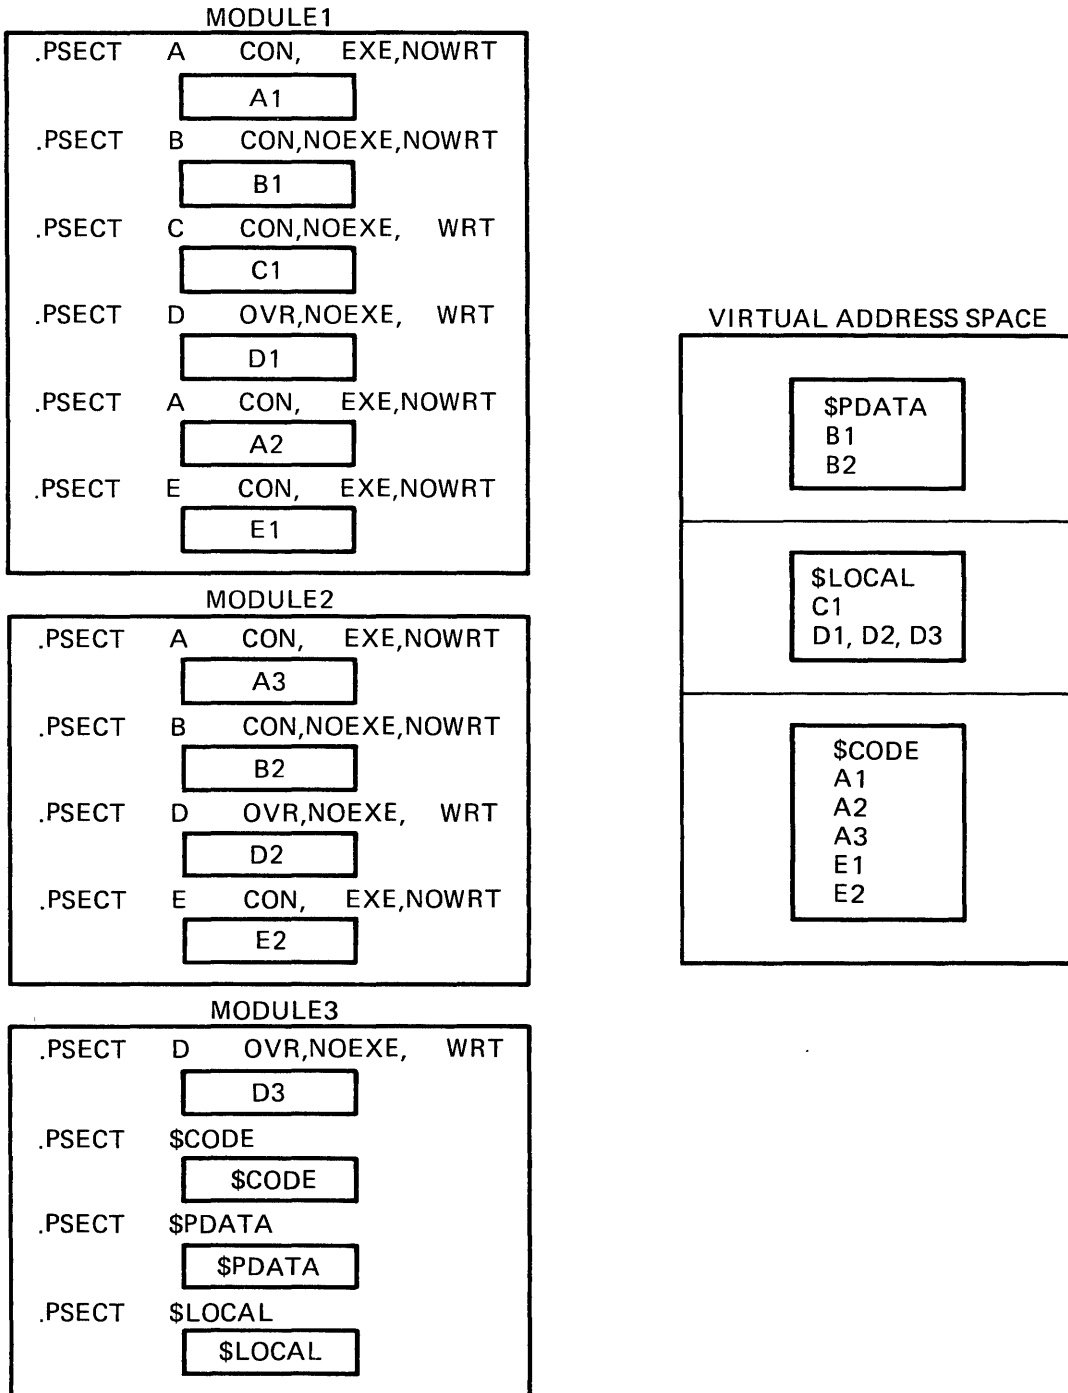 MODULE1
.PSECT A CON, EXE,NOWRT
A1
.PSECT B CON,NOEXE,NOWRT
B1
.PSECT C CON,NOEXE, WRT
C1
.PSECT D OVR,NOEXE, WRT
D1
.PSECT A CON, EXE,NOWRT
A2
.PSECT E CON, EXE,NOWRT
E1
MODULE2
.PSECT A CON, EXE,NOWRT
A3
.PSECT B CON,NOEXE,NOWRT
B2
.PSECT D OVR,NOEXE, WRT
D2
.PSECT E CON, EXE,NOWRT
E2
MODULE3
.PSECT D OVR,NOEXE, WRT
D3
.PSECT $CODE
$CODE
.PSECT $PDATA
$PDATA
.PSECT $LOCAL
$LOCAL
VIRTUAL ADDRESS SPACE
$PDATA
B1
B2
$LOCAL
C1
D1, D2, D3
$CODE
A1
A2
A3
E1
E2